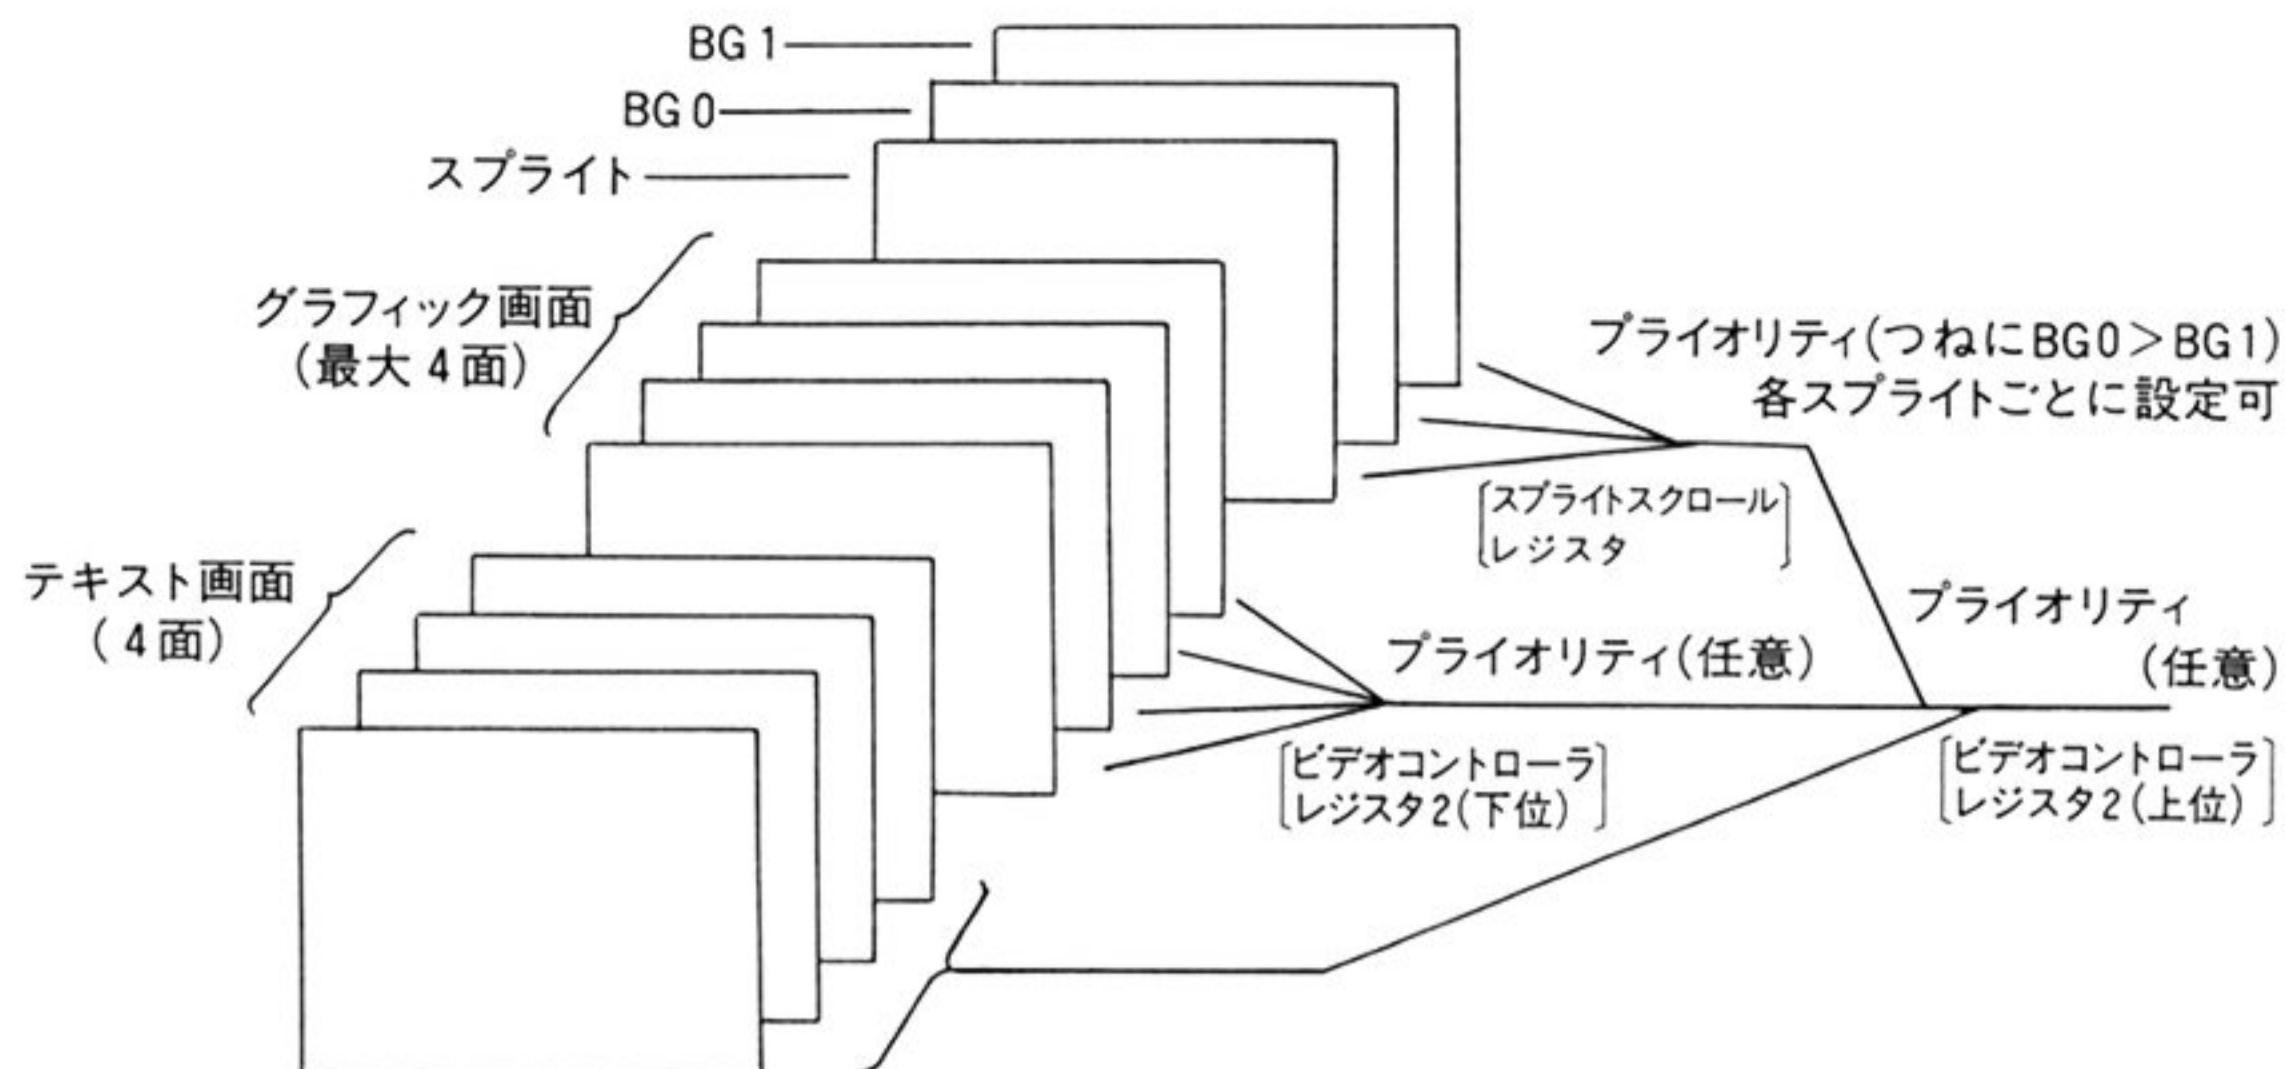 BG 1
BG 0
スプライト
グラフィック画面
(最大4面)
テキスト画面
(4面)
プライオリティ(つねにBG0>BG1)
各スプライトごとに設定可
[スプライトスクロール
レジスタ]
プライオリティ(任意)
[ビデオコントローラ
レジスタ2(下位)]
プライオリティ
(任意)
[ビデオコントローラ
レジスタ2(上位)]